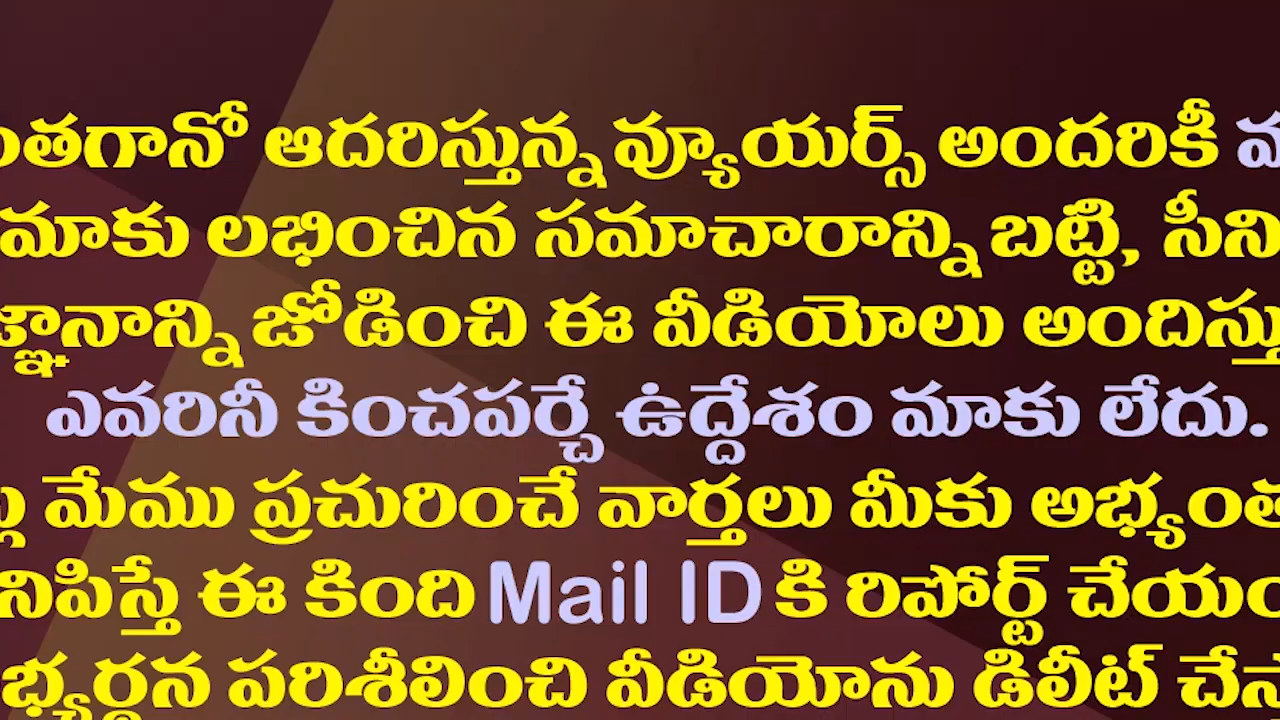 ఆదరిస్తున్న వ్యూయర్స్ అందరికీ
మాకు లభించిన సమాచారాన్ని బట్టి,
జోడించి ఈ వీడియోలు
ఎవరినీ కించపర్చే ఉద్దేశం మాకు లేదు.
మేము ప్రచురించే వార్తలు మీకు
ఈ కింది Mail ID కి రిపోర్ట్
పరిశీలించి వీడియోను డిలీట్